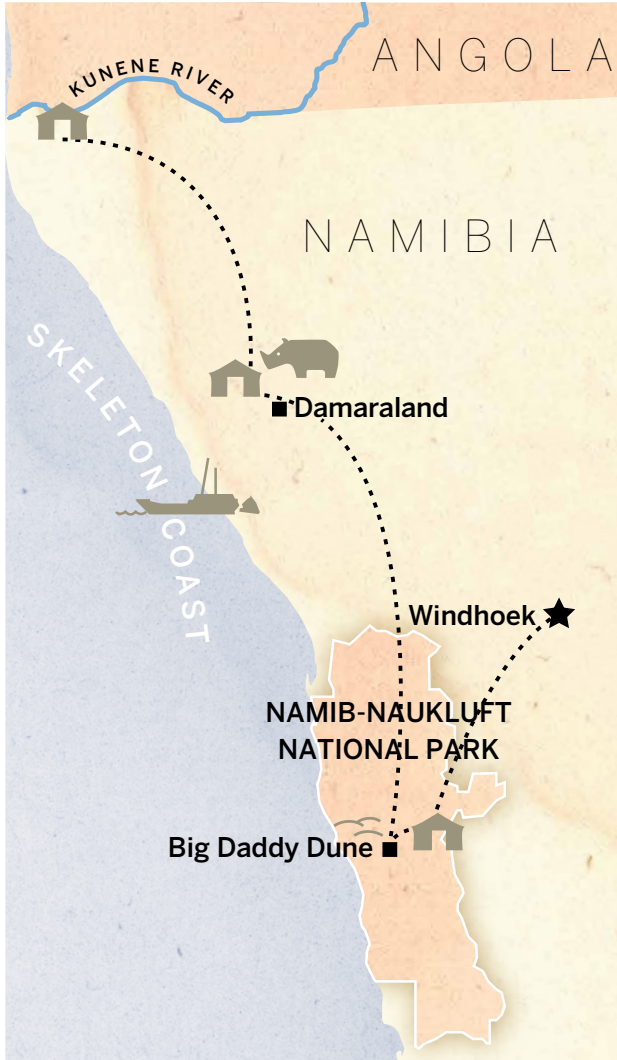 ANGOLA
KUNENE RIVER
NAMIBIA
SKELETON COAST
Damaraland
Windhoek
NAMIB-NAUKLUFT
NATIONAL PARK
Big Daddy Dune